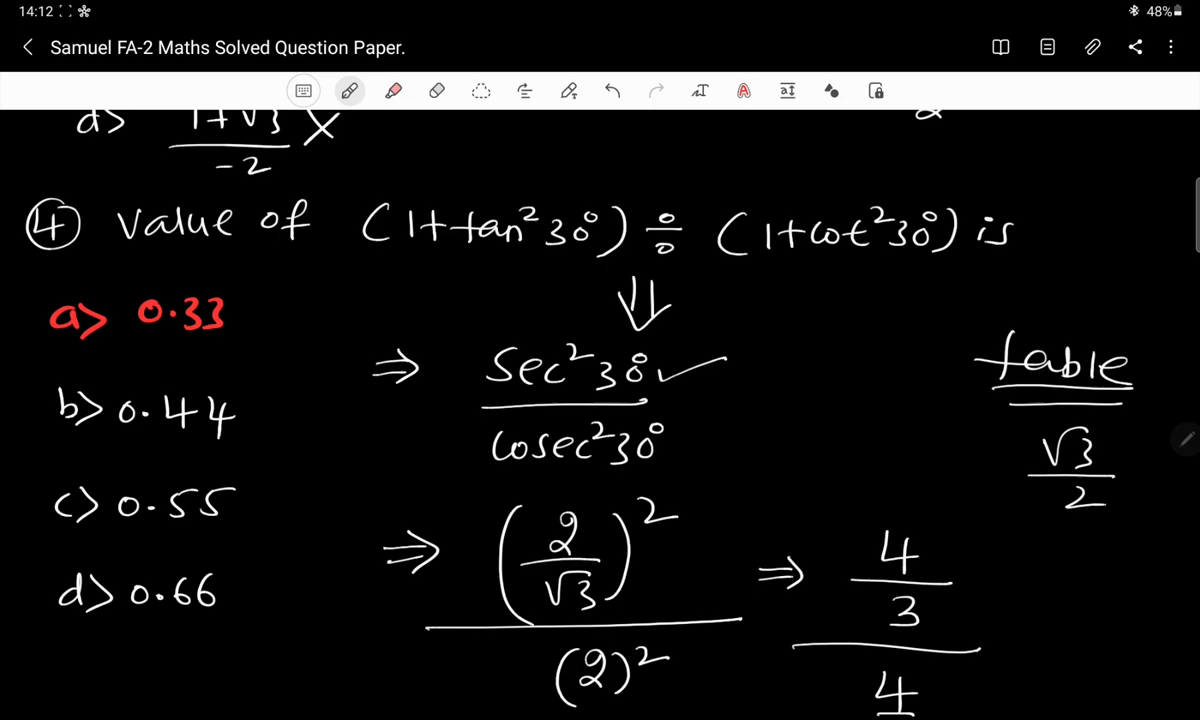 14:12
48%
Samuel FA-2 Maths Solved Question Paper.
d> 1+√3 / -2 X
2
④ Value of (1+tan²30°) ÷ (1+cot²30°) is
⇓
a> 0.33
⇒ sec²30° ✓ / cosec²30°
table
b> 0.44
√3 / 2
c> 0.55
⇒ (2/√3)² / (2)² ⇒ 4/3 / 4
d> 0.66